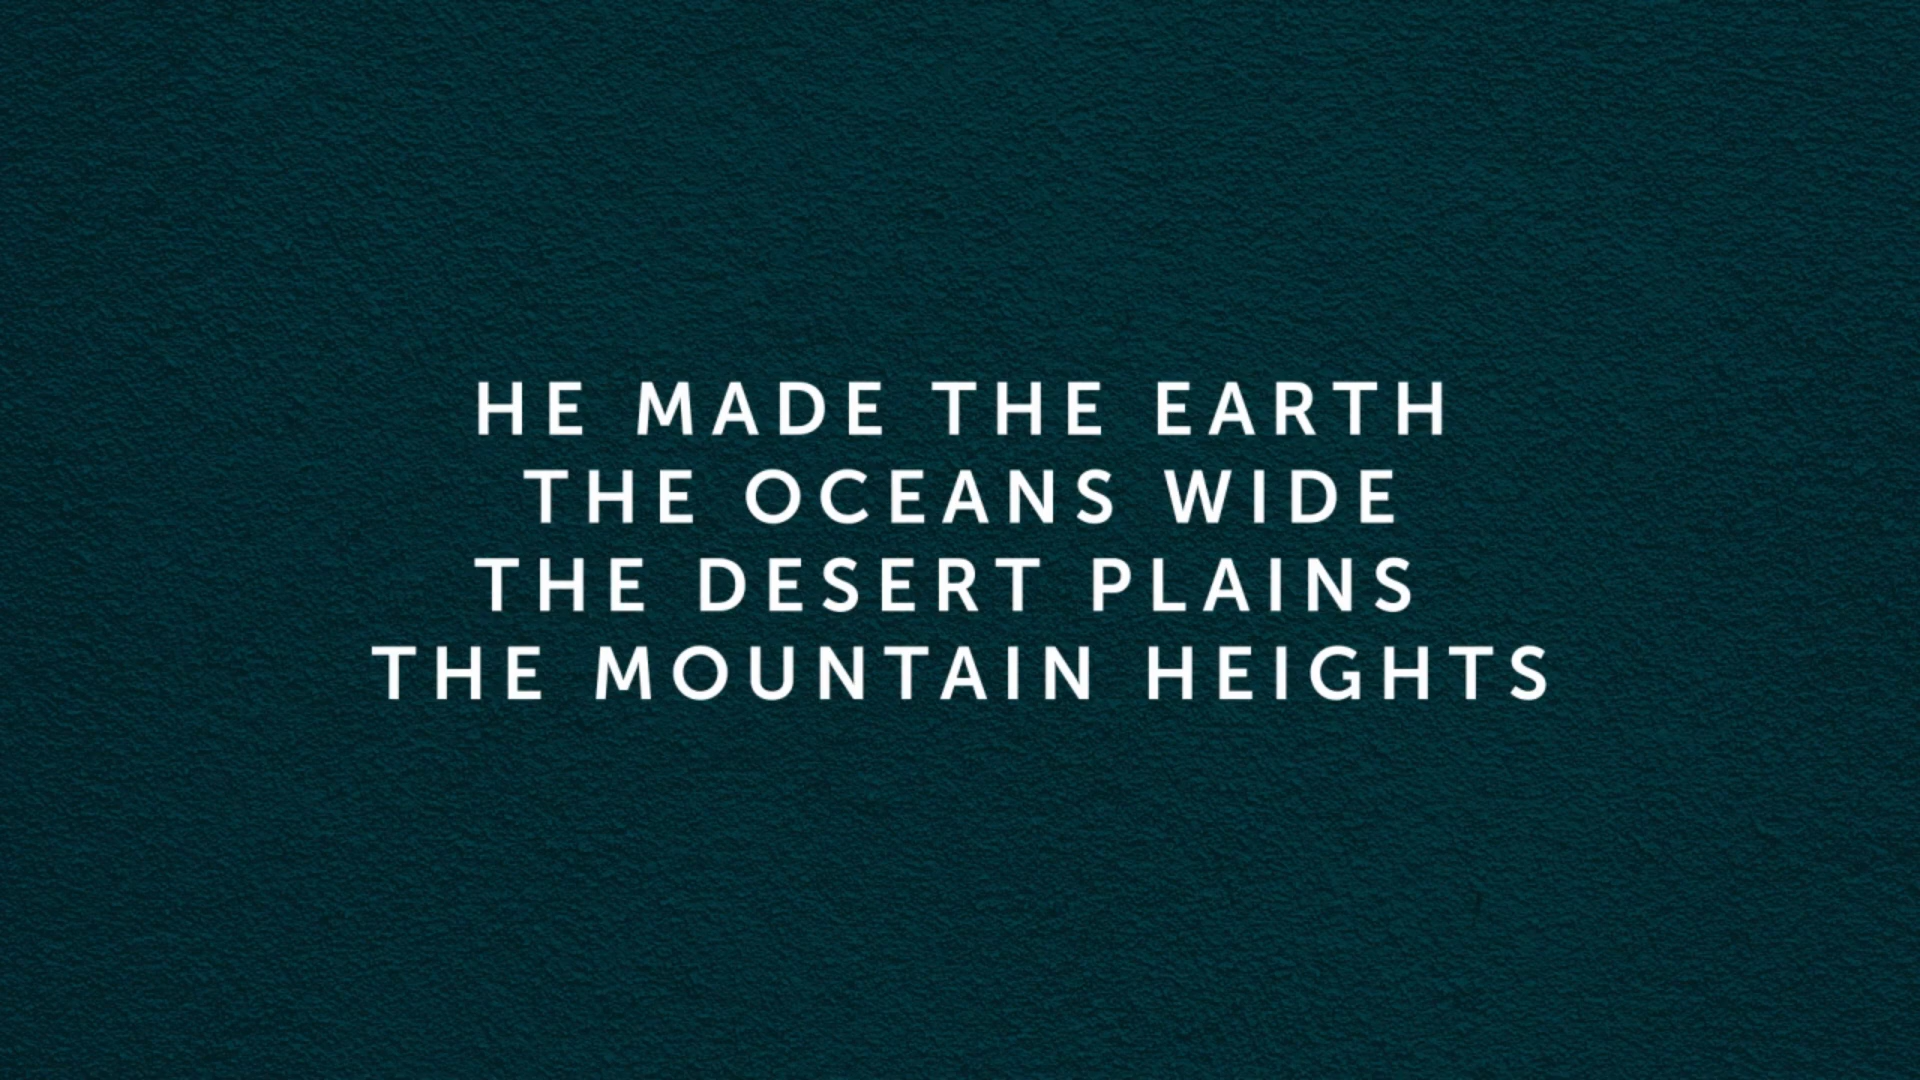 HE MADE THE EARTH
THE OCEANS WIDE
THE DESERT PLAINS
THE MOUNTAIN HEIGHTS